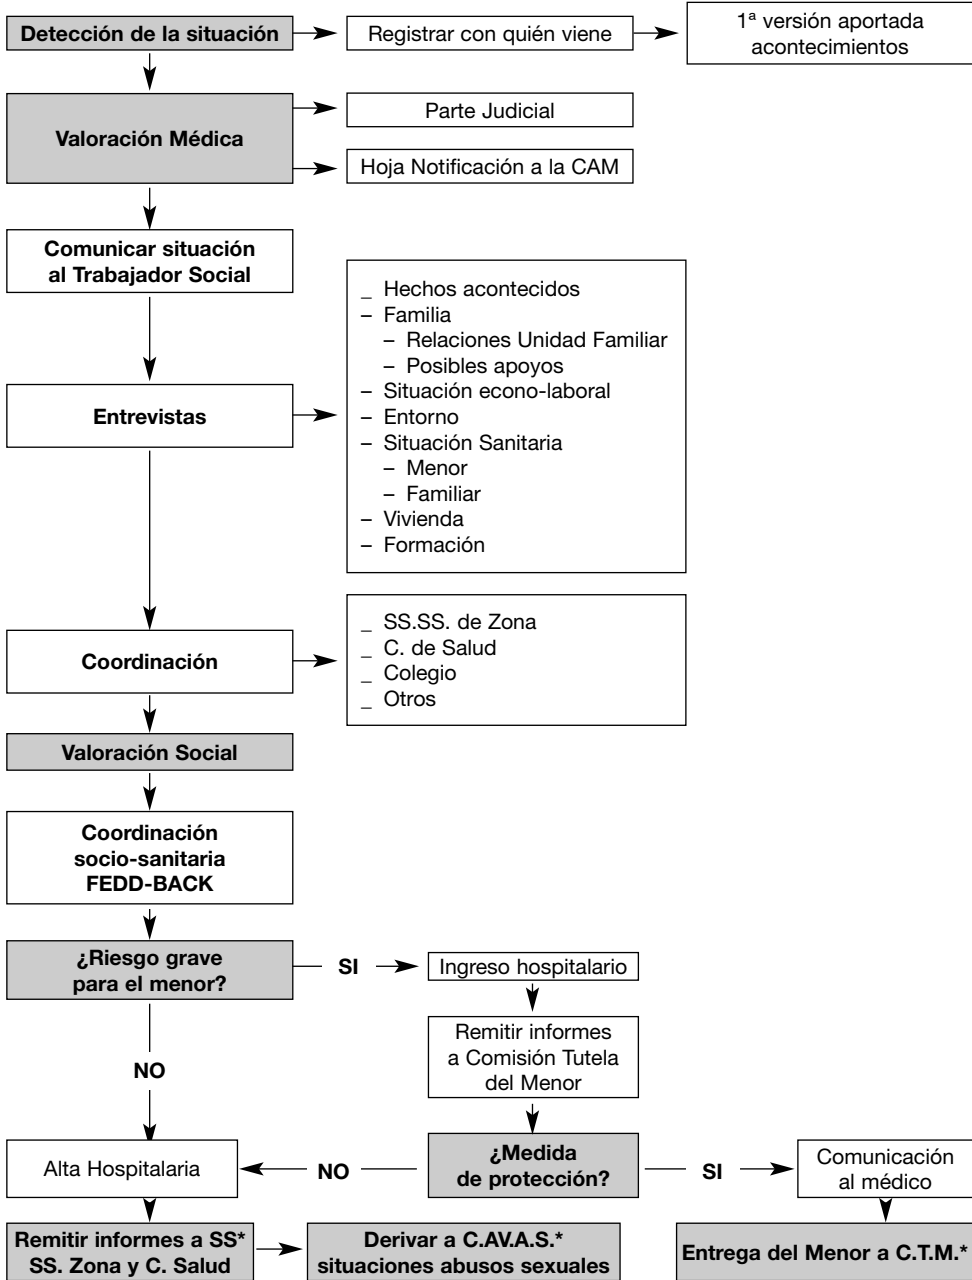 Detección de la situación
Registrar con quién viene
1ª versión aportada
acontecimientos
Valoración Médica
Parte Judicial
Hoja Notificación a la CAM
Comunicar situación
al Trabajador Social
Entrevistas
_ Hechos acontecidos
– Familia
– Relaciones Unidad Familiar
– Posibles apoyos
– Situación econo-laboral
– Entorno
– Situación Sanitaria
– Menor
– Familiar
– Vivienda
– Formación
Coordinación
_ SS.SS. de Zona
_ C. de Salud
_ Colegio
_ Otros
Valoración Social
Coordinación
socio-sanitaria
FEDD-BACK
¿Riesgo grave
para el menor?
SI
Ingreso hospitalario
Remitir informes
a Comisión Tutela
del Menor
NO
Alta Hospitalaria
NO
¿Medida
de protección?
SI
Comunicación
al médico
Remitir informes a SS*
SS. Zona y C. Salud
Derivar a C.AV.A.S.*
situaciones abusos sexuales
Entrega del Menor a C.T.M.*